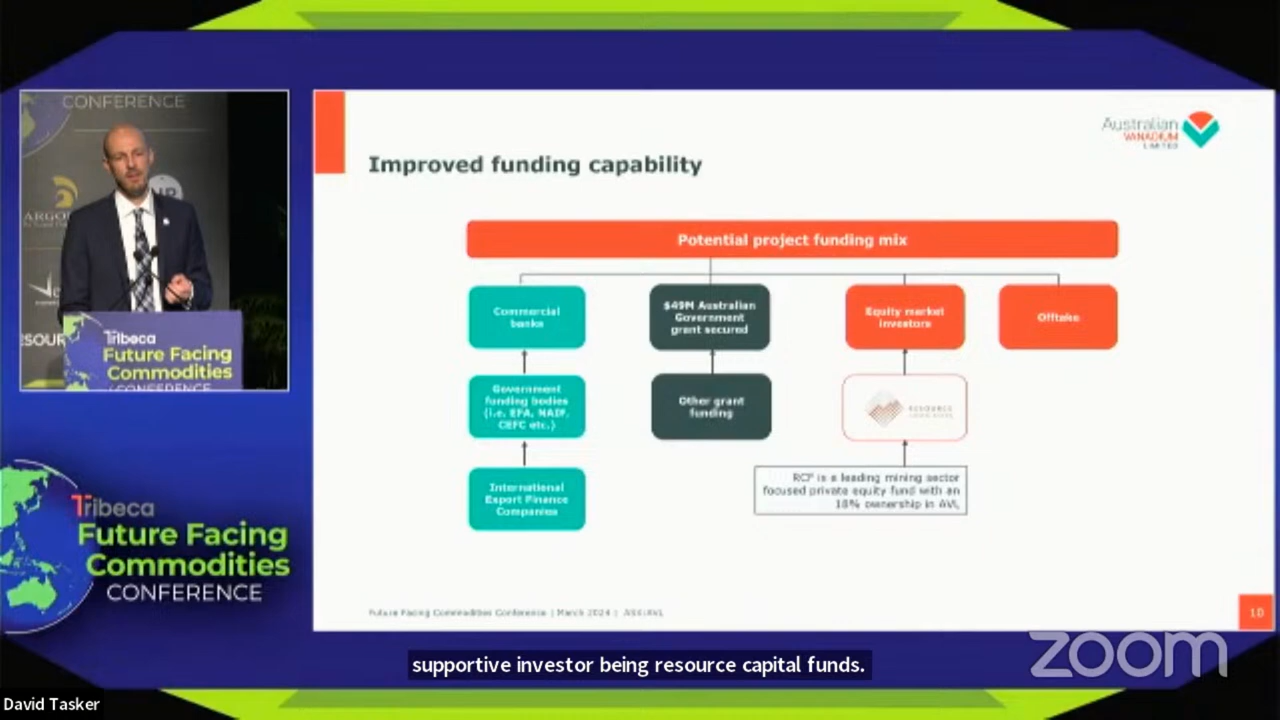 CONFERENCE
ARGO
SOUR
Tribeca
Future Facing
Commodities
CONFERENCE
Tribeca
Future Facing
Commodities
CONFERENCE
Australian
VANADIUM
LIMITED
Improved funding capability
Potential project funding mix
Commercial
banks
$49M Australian
Government
grant secured
Equity market
investors
Offtake
Government
funding bodies
(i.e. EFA, NAIF,
CEFC etc.)
Other grant
funding
RESOURCE
International
Export Finance
Companies
RCF is a leading mining sector
focused private equity fund with an
18% ownership in AVL
Future Facing Commodities Conference | March 2024 | ASX:AVL
10
supportive investor being resource capital funds.
zoom
David Tasker